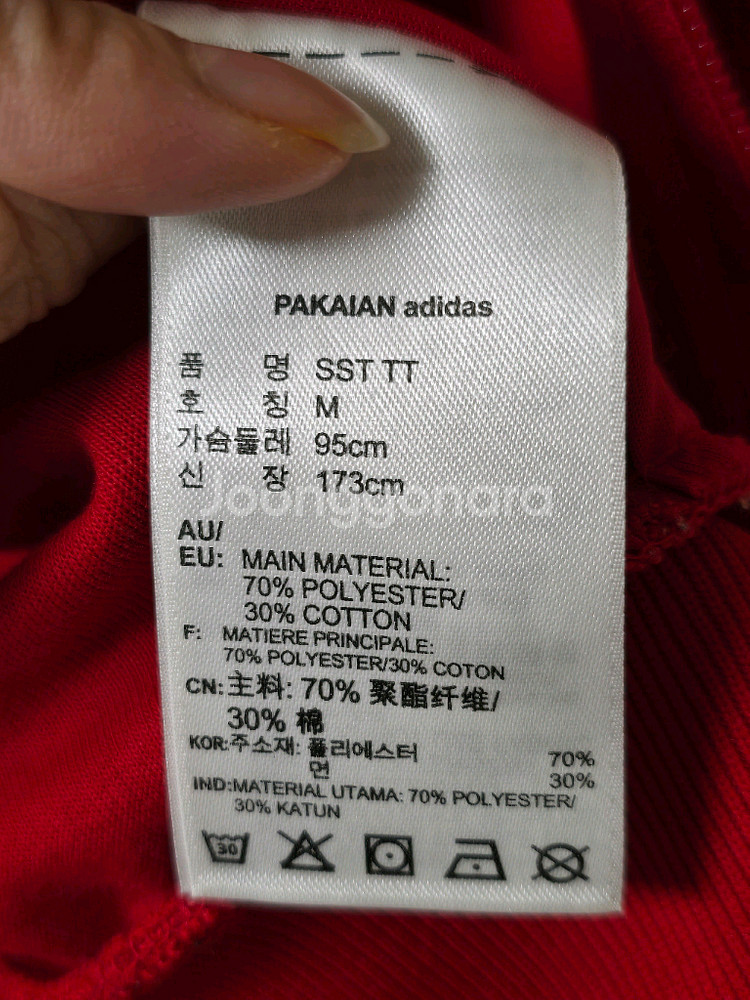 PAKAIAN adidas
품 명 SST TT
호 칭 M
가슴둘레 95cm
신 장 173cm
Joonggonara
AU/
EU: MAIN MATERIAL:
70% POLYESTER/
30% COTTON
F: MATIERE PRINCIPALE:
70% POLYESTER/30% COTON
CN:主料: 70% 聚酯纤维/
30% 棉
KOR:주소재: 폴리에스터 70%
면 30%
IND:MATERIAL UTAMA: 70% POLYESTER/
30% KATUN
30